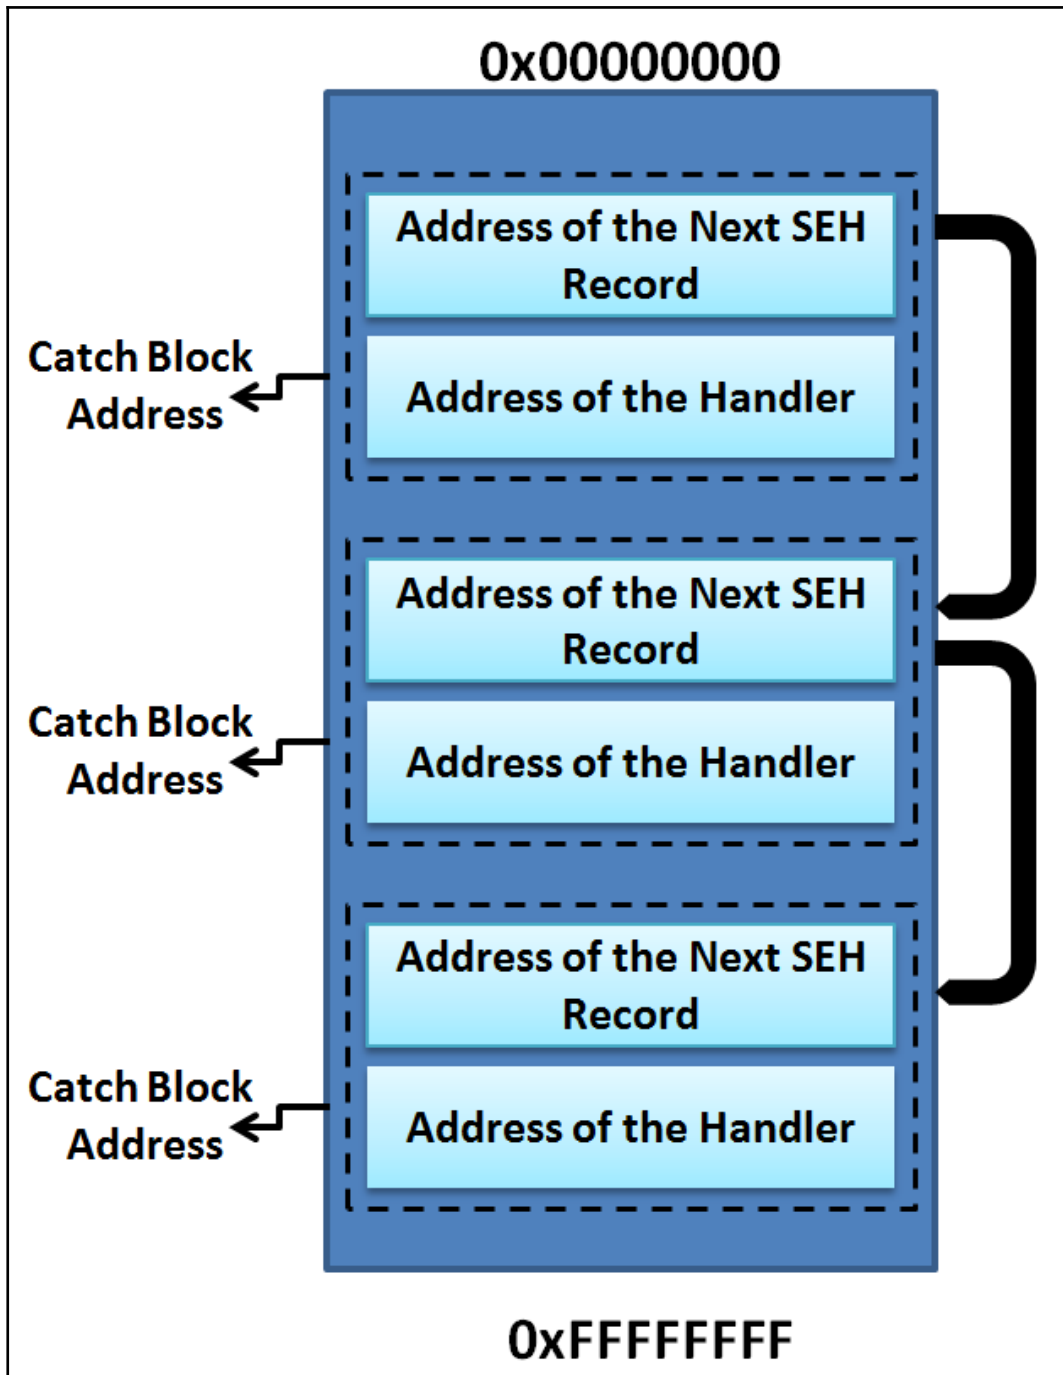 0x00000000
Address of the Next SEH
Record
Catch Block
Address
Address of the Handler
Address of the Next SEH
Record
Catch Block
Address
Address of the Handler
Address of the Next SEH
Record
Catch Block
Address
Address of the Handler
0xFFFFFFFF